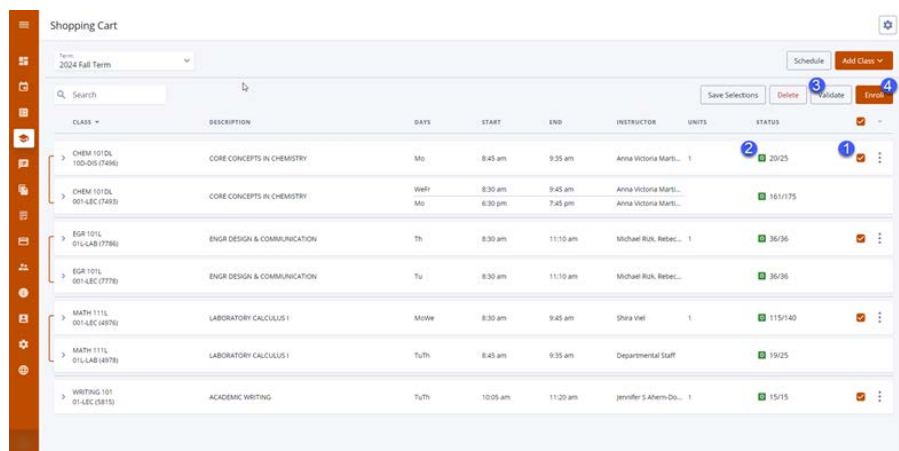 Shopping Cart
Term
2024 Fall Term
Schedule
Add Class
3
4
Search
Save Selections
Delete
Validate
Enroll
CLASS
DESCRIPTION
DAYS
START
END
INSTRUCTOR
UNITS
STATUS
2
1
CHEM 101DL
10D-DIS (7496)
CORE CONCEPTS IN CHEMISTRY
Mo
8:45 am
9:35 am
Anna Victoria Marti...
1
20/25
CHEM 101DL
001-LEC (7493)
CORE CONCEPTS IN CHEMISTRY
WeFr
8:30 am
9:45 am
Anna Victoria Marti...
Mo
6:30 pm
7:45 pm
Anna Victoria Marti...
161/175
EGR 101L
01L-LAB (7786)
ENGR DESIGN & COMMUNICATION
Th
8:30 am
11:10 am
Michael Rizk, Rebec...
1
36/36
EGR 101L
001-LEC (7778)
ENGR DESIGN & COMMUNICATION
Tu
8:30 am
11:10 am
Michael Rizk, Rebec...
36/36
MATH 111L
001-LEC (4976)
LABORATORY CALCULUS I
MoWe
8:30 am
9:45 am
Shira Viel
1
115/140
MATH 111L
01L-LAB (4978)
LABORATORY CALCULUS I
TuTh
8:45 am
9:35 am
Departmental Staff
19/25
WRITING 101
01-LEC (5815)
ACADEMIC WRITING
TuTh
10:05 am
11:20 am
Jennifer S Ahern-Do...
1
15/15